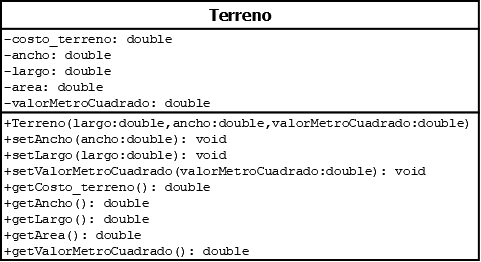 Terreno
-costo_terreno: double
-ancho: double
-largo: double
-area: double
-valorMetroCuadrado: double
+Terreno(largo:double,ancho:double,valorMetroCuadrado:double)
+setAncho(ancho:double): void
+setLargo(largo:double): void
+setValorMetroCuadrado(valorMetroCuadrado:double): void
+getCosto_terreno(): double
+getAncho(): double
+getLargo(): double
+getArea(): double
+getValorMetroCuadrado(): double